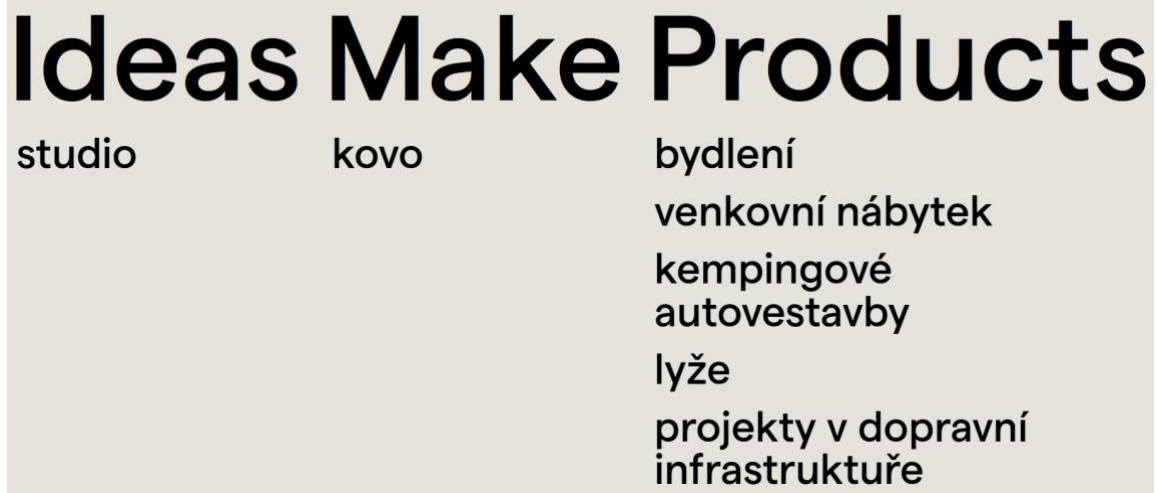 Ideas Make Products
studio
kovo
bydlení
venkovní nábytek
kempingové
autovestavby
lyže
projekty v dopravní
infrastruktuře